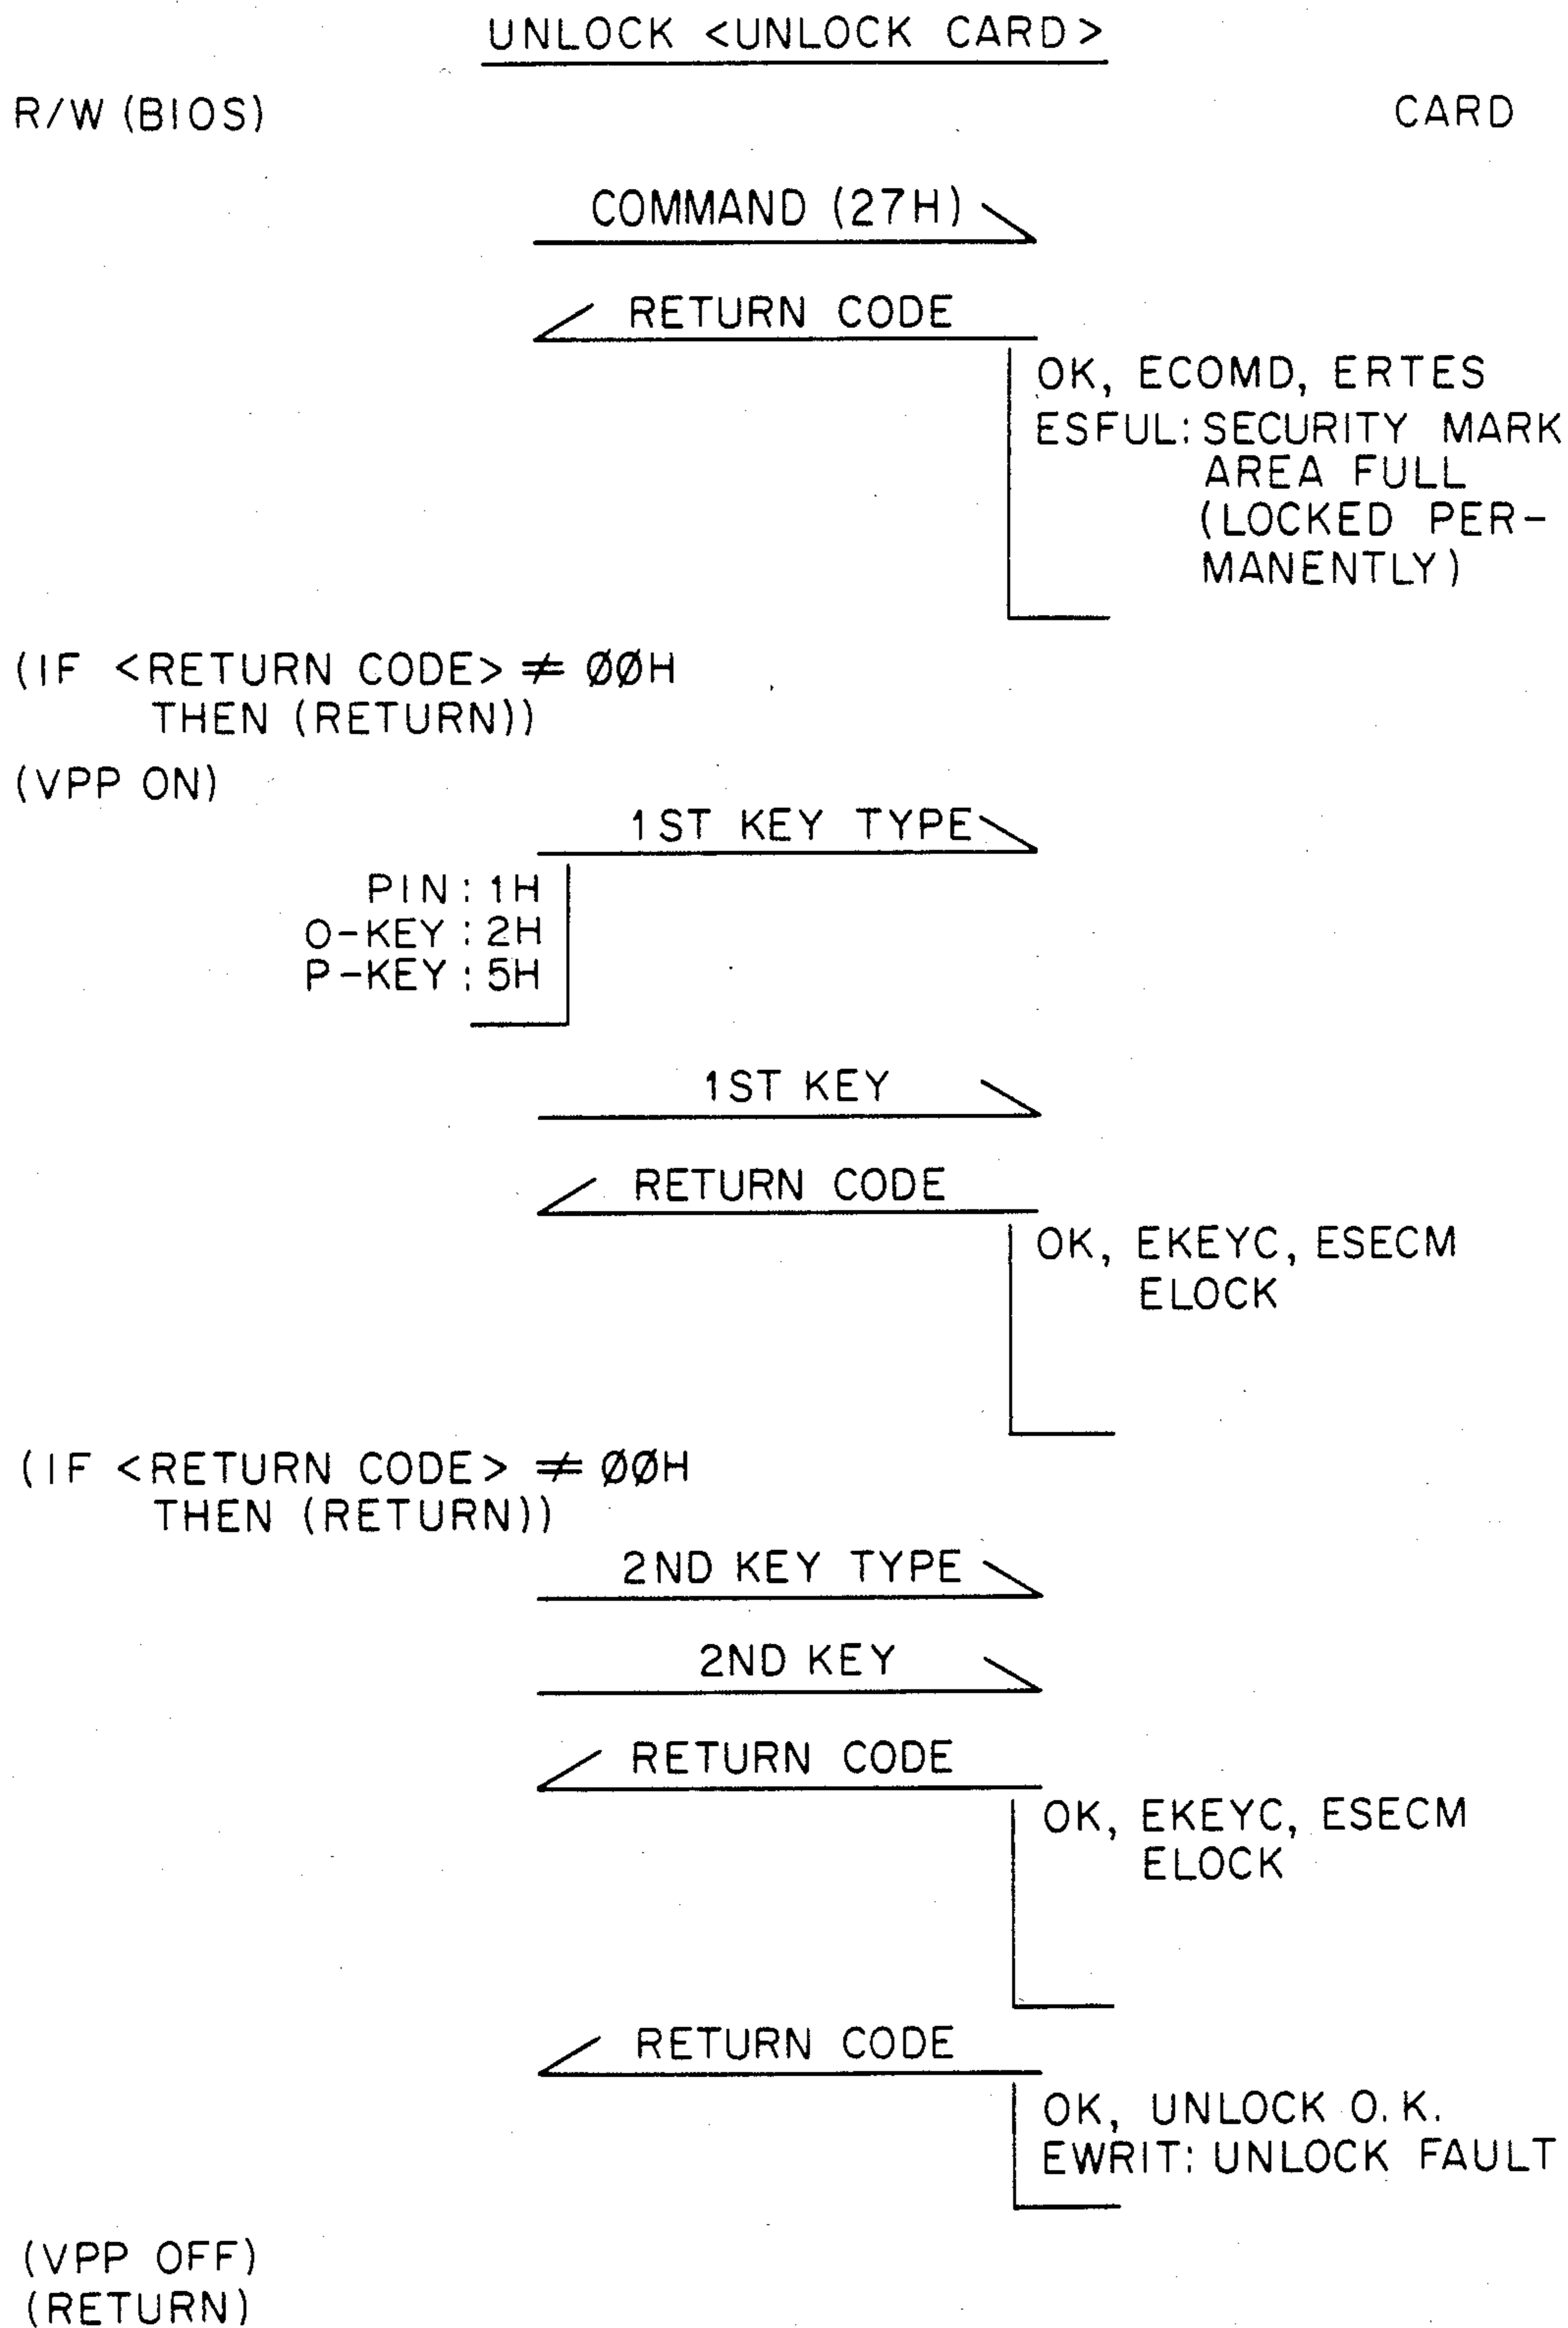 UNLOCK <UNLOCK CARD>
R/W (BIOS)
CARD
COMMAND (27H)
RETURN CODE
OK, ECOMD, ERTES
ESFUL: SECURITY MARK
AREA FULL
(LOCKED PER-
MANENTLY)
(IF <RETURN CODE> ≠ ØØH
THEN (RETURN))
(VPP ON)
1ST KEY TYPE
PIN: 1H
O-KEY: 2H
P-KEY: 5H
1ST KEY
RETURN CODE
OK, EKEYC, ESECM
ELOCK
(IF <RETURN CODE> ≠ ØØH
THEN (RETURN))
2ND KEY TYPE
2ND KEY
RETURN CODE
OK, EKEYC, ESECM
ELOCK
RETURN CODE
OK, UNLOCK O.K.
EWRIT: UNLOCK FAULT
(VPP OFF)
(RETURN)